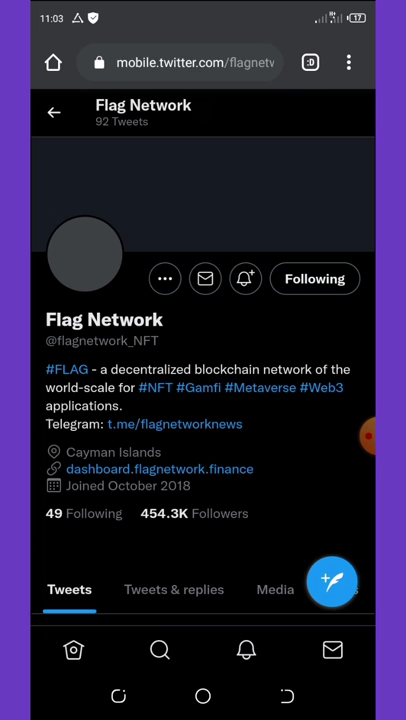 11:03
17
mobile.twitter.com/flagnetw
:D
Flag Network
92 Tweets
Following
Flag Network
@flagnetwork_NFT
#FLAG - a decentralized blockchain network of the
world-scale for #NFT #Gamfi #Metaverse #Web3
applications.
Telegram: t.me/flagnetworknews
Cayman Islands
dashboard.flagnetwork.finance
Joined October 2018
49 Following 454.3K Followers
Tweets Tweets & replies Media